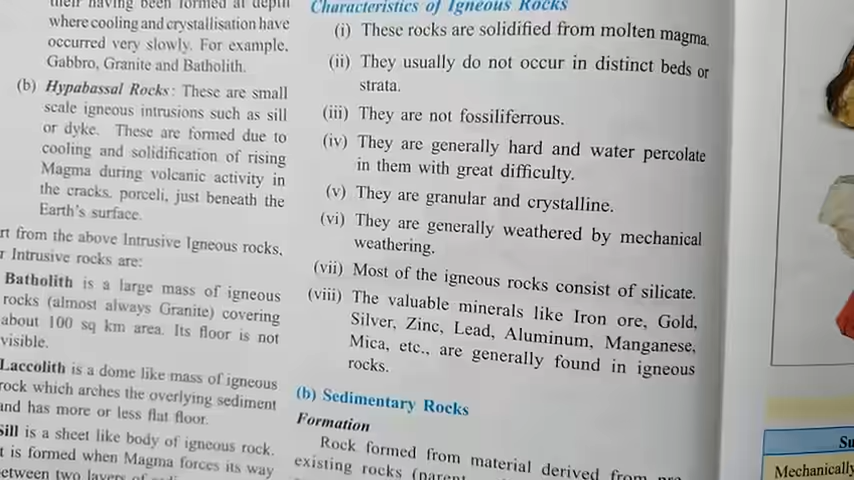 their having been formed at depth
where cooling and crystallisation have
occurred very slowly. For example,
Gabbro, Granite and Batholith.
(b) Hypabassal Rocks: These are small
scale igneous intrusions such as sill
or dyke. These are formed due to
cooling and solidification of rising
Magma during volcanic activity in
the cracks, porceli, just beneath the
Earth's surface.
rt from the above Intrusive Igneous rocks,
r Intrusive rocks are:
Batholith is a large mass of igneous
rocks (almost always Granite) covering
about 100 sq km area. Its floor is not
visible.
Laccolith is a dome like mass of igneous
rock which arches the overlying sediment
and has more or less flat floor.
Sill is a sheet like body of igneous rock.
t is formed when Magma forces its way
between two layers of
Characteristics of Igneous Rocks
(i) These rocks are solidified from molten magma.
(ii) They usually do not occur in distinct beds or
strata.
(iii) They are not fossiliferrous.
(iv) They are generally hard and water percolate
in them with great difficulty.
(v) They are granular and crystalline.
(vi) They are generally weathered by mechanical
weathering.
(vii) Most of the igneous rocks consist of silicate.
(viii) The valuable minerals like Iron ore, Gold,
Silver, Zinc, Lead, Aluminum, Manganese,
Mica, etc., are generally found in igneous
rocks.
(b) Sedimentary Rocks
Formation
Rock formed from material derived from pre
existing rocks (parent
Su
Mechanically